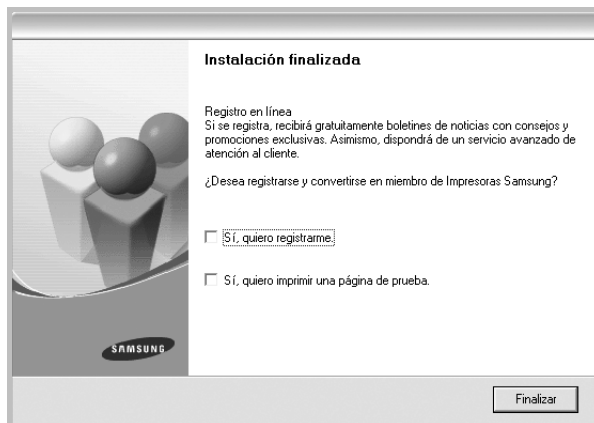 Instalación finalizada
Registro en línea
Si se registra, recibirá gratuitamente boletines de noticias con consejos y
promociones exclusivas. Asimismo, dispondrá de un servicio avanzado de
atención al cliente.
¿Desea registrarse y convertirse en miembro de Impresoras Samsung?
Sí, quiero registrarme.
Sí, quiero imprimir una página de prueba.
SAMSUNG
Finalizar